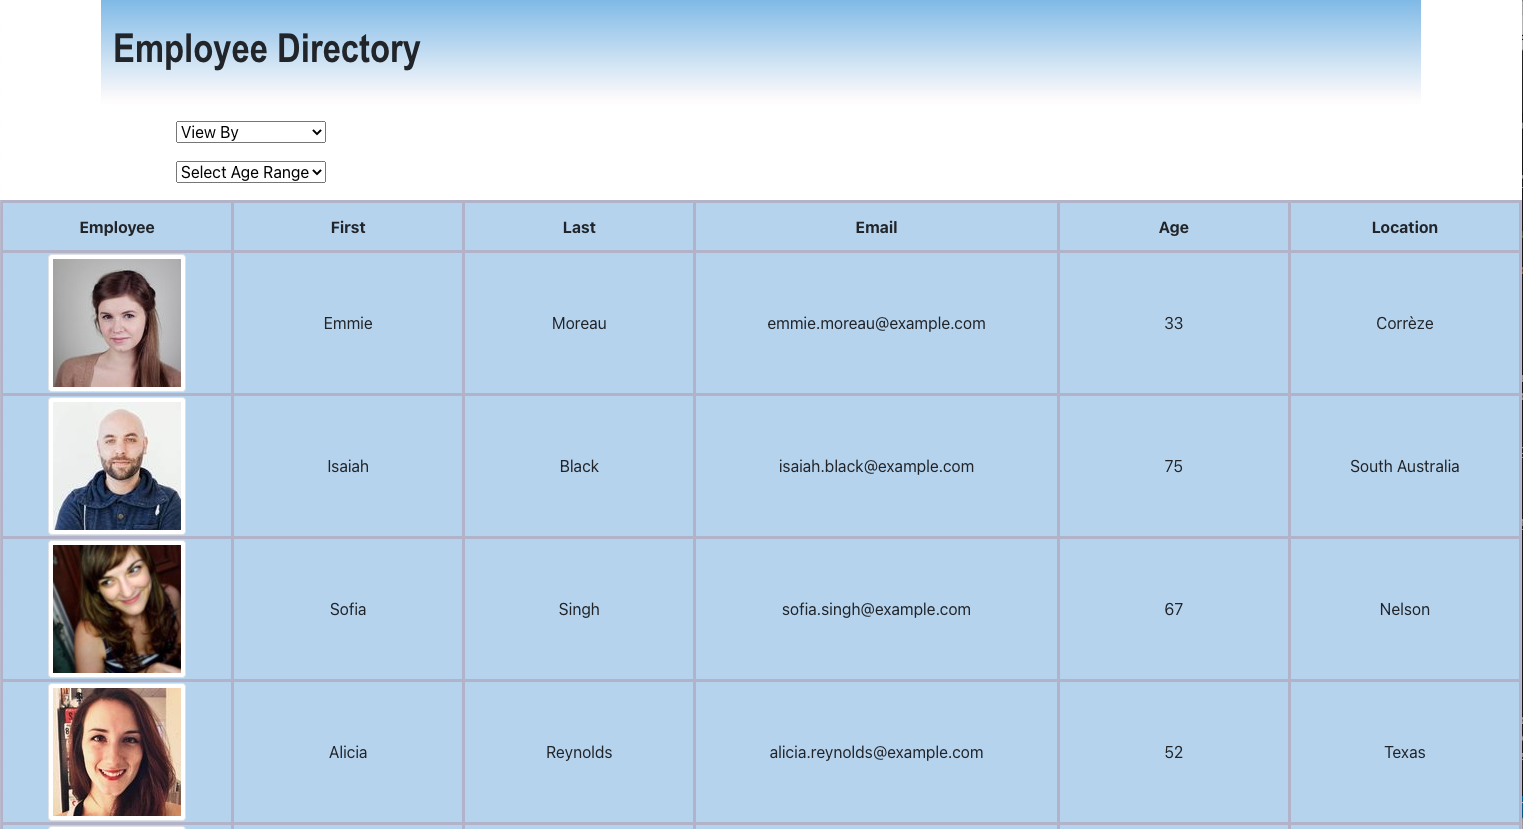 Employee Directory
View By
Select Age Range
Employee First Last Email Age Location
Emmie Moreau emmie.moreau@example.com 33 Corrèze
Isaiah Black isaiah.black@example.com 75 South Australia
Sofia Singh sofia.singh@example.com 67 Nelson
Alicia Reynolds alicia.reynolds@example.com 52 Texas